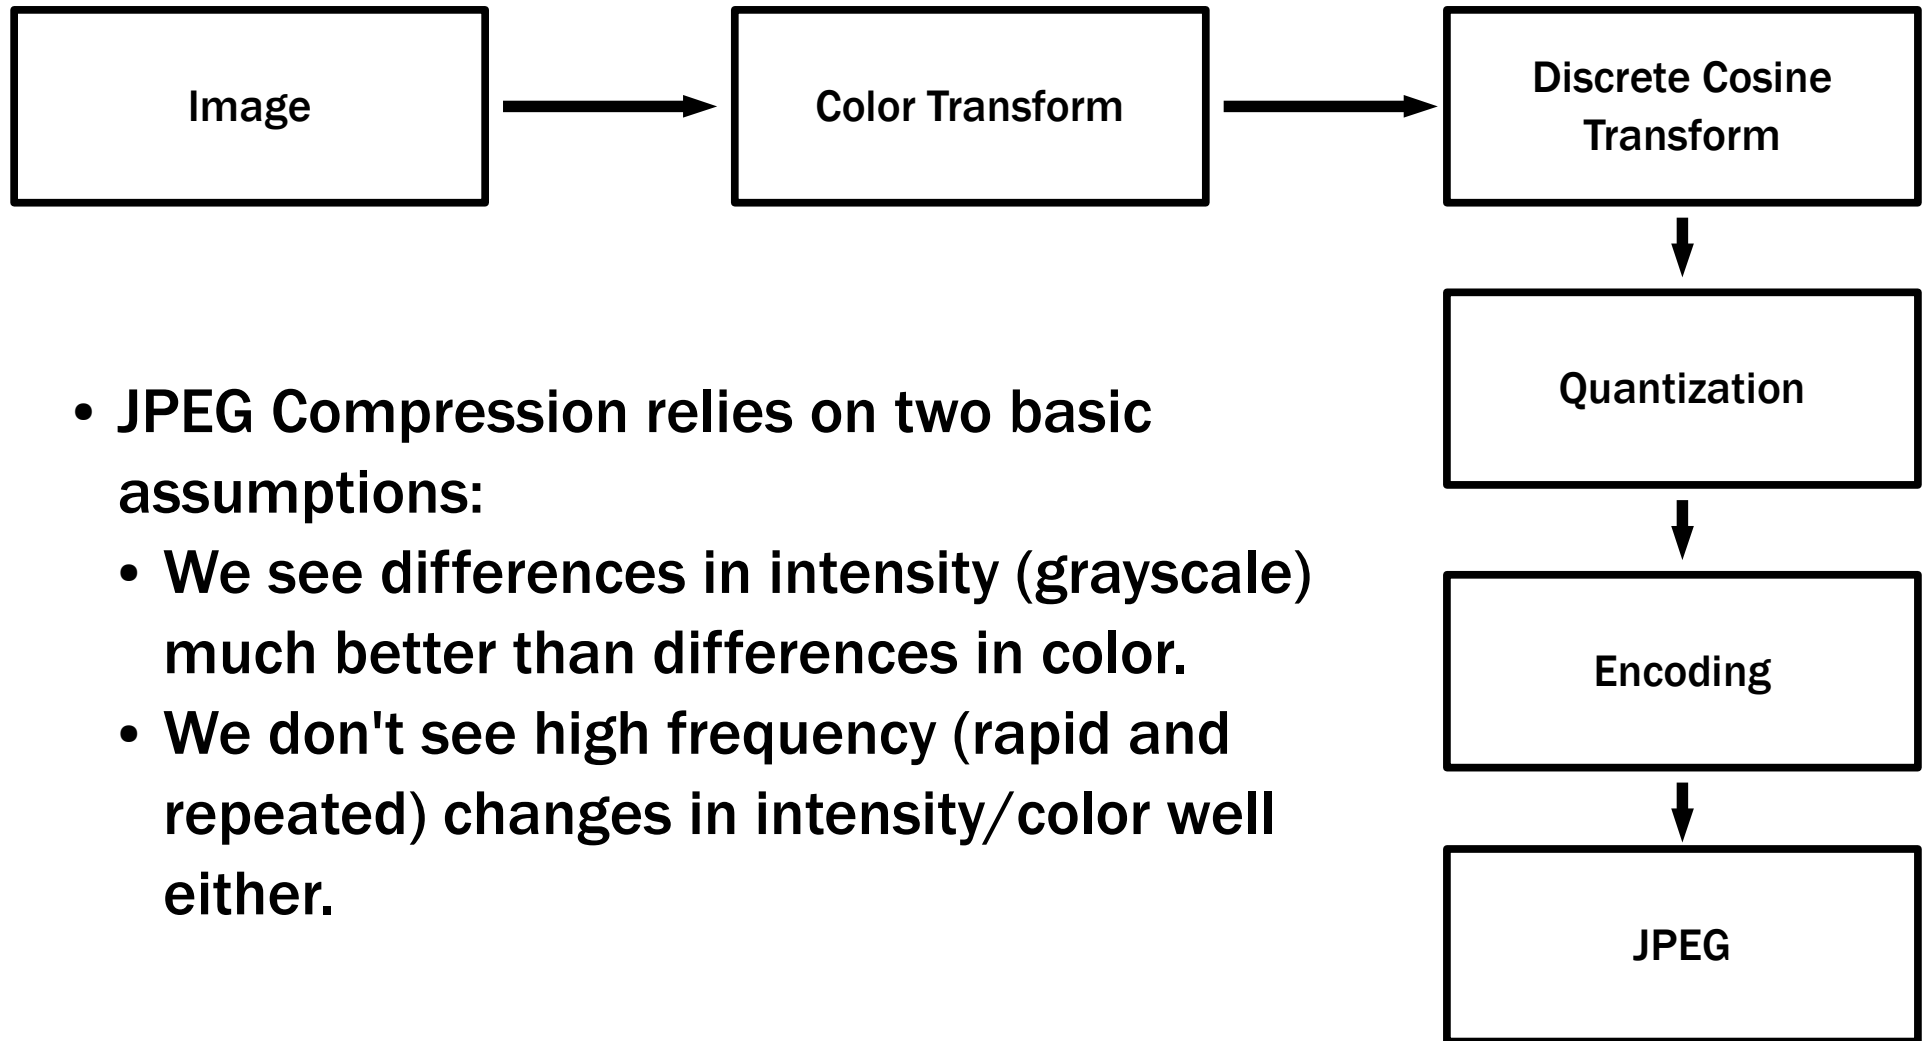 Image
Color Transform
Discrete Cosine
Transform
Quantization
Encoding
JPEG
• JPEG Compression relies on two basic
assumptions:
• We see differences in intensity (grayscale)
much better than differences in color.
• We don't see high frequency (rapid and
repeated) changes in intensity/color well
either.